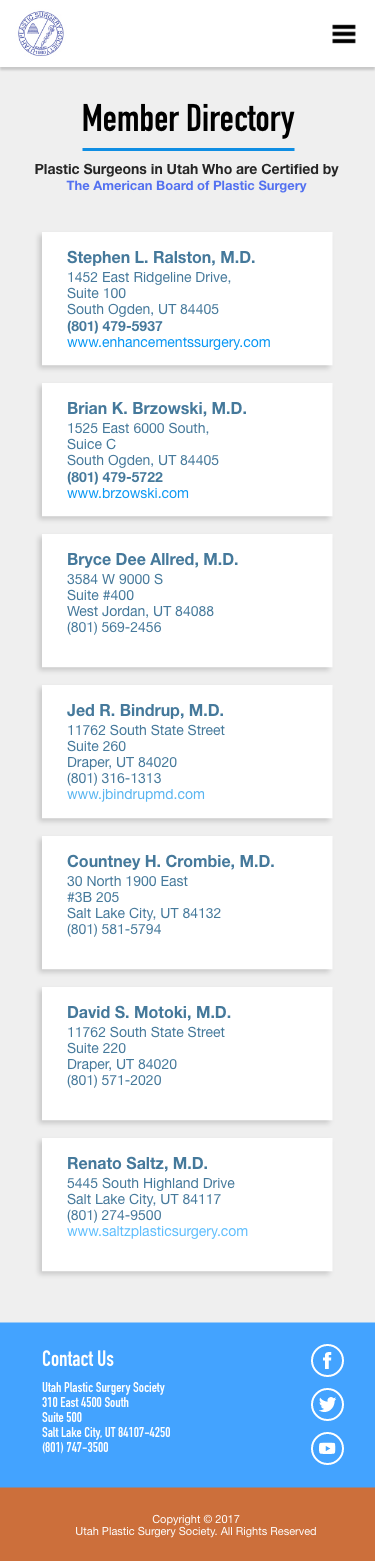 Member Directory
Plastic Surgeons in Utah Who are Certified by
The American Board of Plastic Surgery
Stephen L. Ralston, M.D.
1452 East Ridgeline Drive,
Suite 100
South Ogden, UT 84405
(801) 479-5937
www.enhancementssurgery.com
Brian K. Brzowski, M.D.
1525 East 6000 South,
Suice C
South Ogden, UT 84405
(801) 479-5722
www.brzowski.com
Bryce Dee Allred, M.D.
3584 W 9000 S
Suite #400
West Jordan, UT 84088
(801) 569-2456
Jed R. Bindrup, M.D.
11762 South State Street
Suite 260
Draper, UT 84020
(801) 316-1313
www.jbindrupmd.com
Countney H. Crombie, M.D.
30 North 1900 East
#3B 205
Salt Lake City, UT 84132
(801) 581-5794
David S. Motoki, M.D.
11762 South State Street
Suite 220
Draper, UT 84020
(801) 571-2020
Renato Saltz, M.D.
5445 South Highland Drive
Salt Lake City, UT 84117
(801) 274-9500
www.saltzplasticsurgery.com
Contact Us
Utah Plastic Surgery Society
310 East 4500 South
Suite 500
Salt Lake City, UT 84107-4250
(801) 747-3500
Copyright © 2017
Utah Plastic Surgery Society. All Rights Reserved